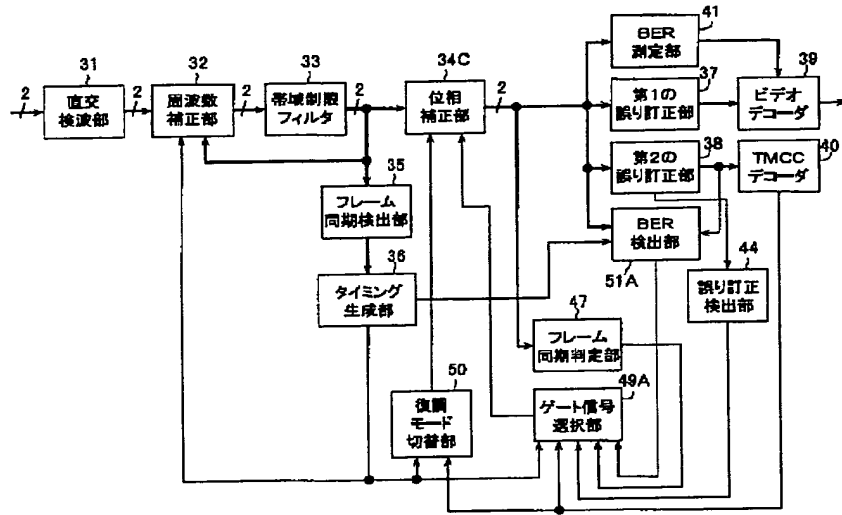 41
BER
測定部
31
32
33
34C
37
39
2
直交
検波部
2
周波数
補正部
2
帯域制限
フィルタ
2
位相
補正部
2
第1の
誤り訂正部
ビデオ
デコーダ
38
40
第2の
誤り訂正部
TMCC
デコーダ
35
フレーム
同期検出部
BER
検出部
51A
44
誤り訂正
検出部
36
タイミング
生成部
47
フレーム
同期判定部
50
復調
モード
切替部
49A
ゲート信号
選択部